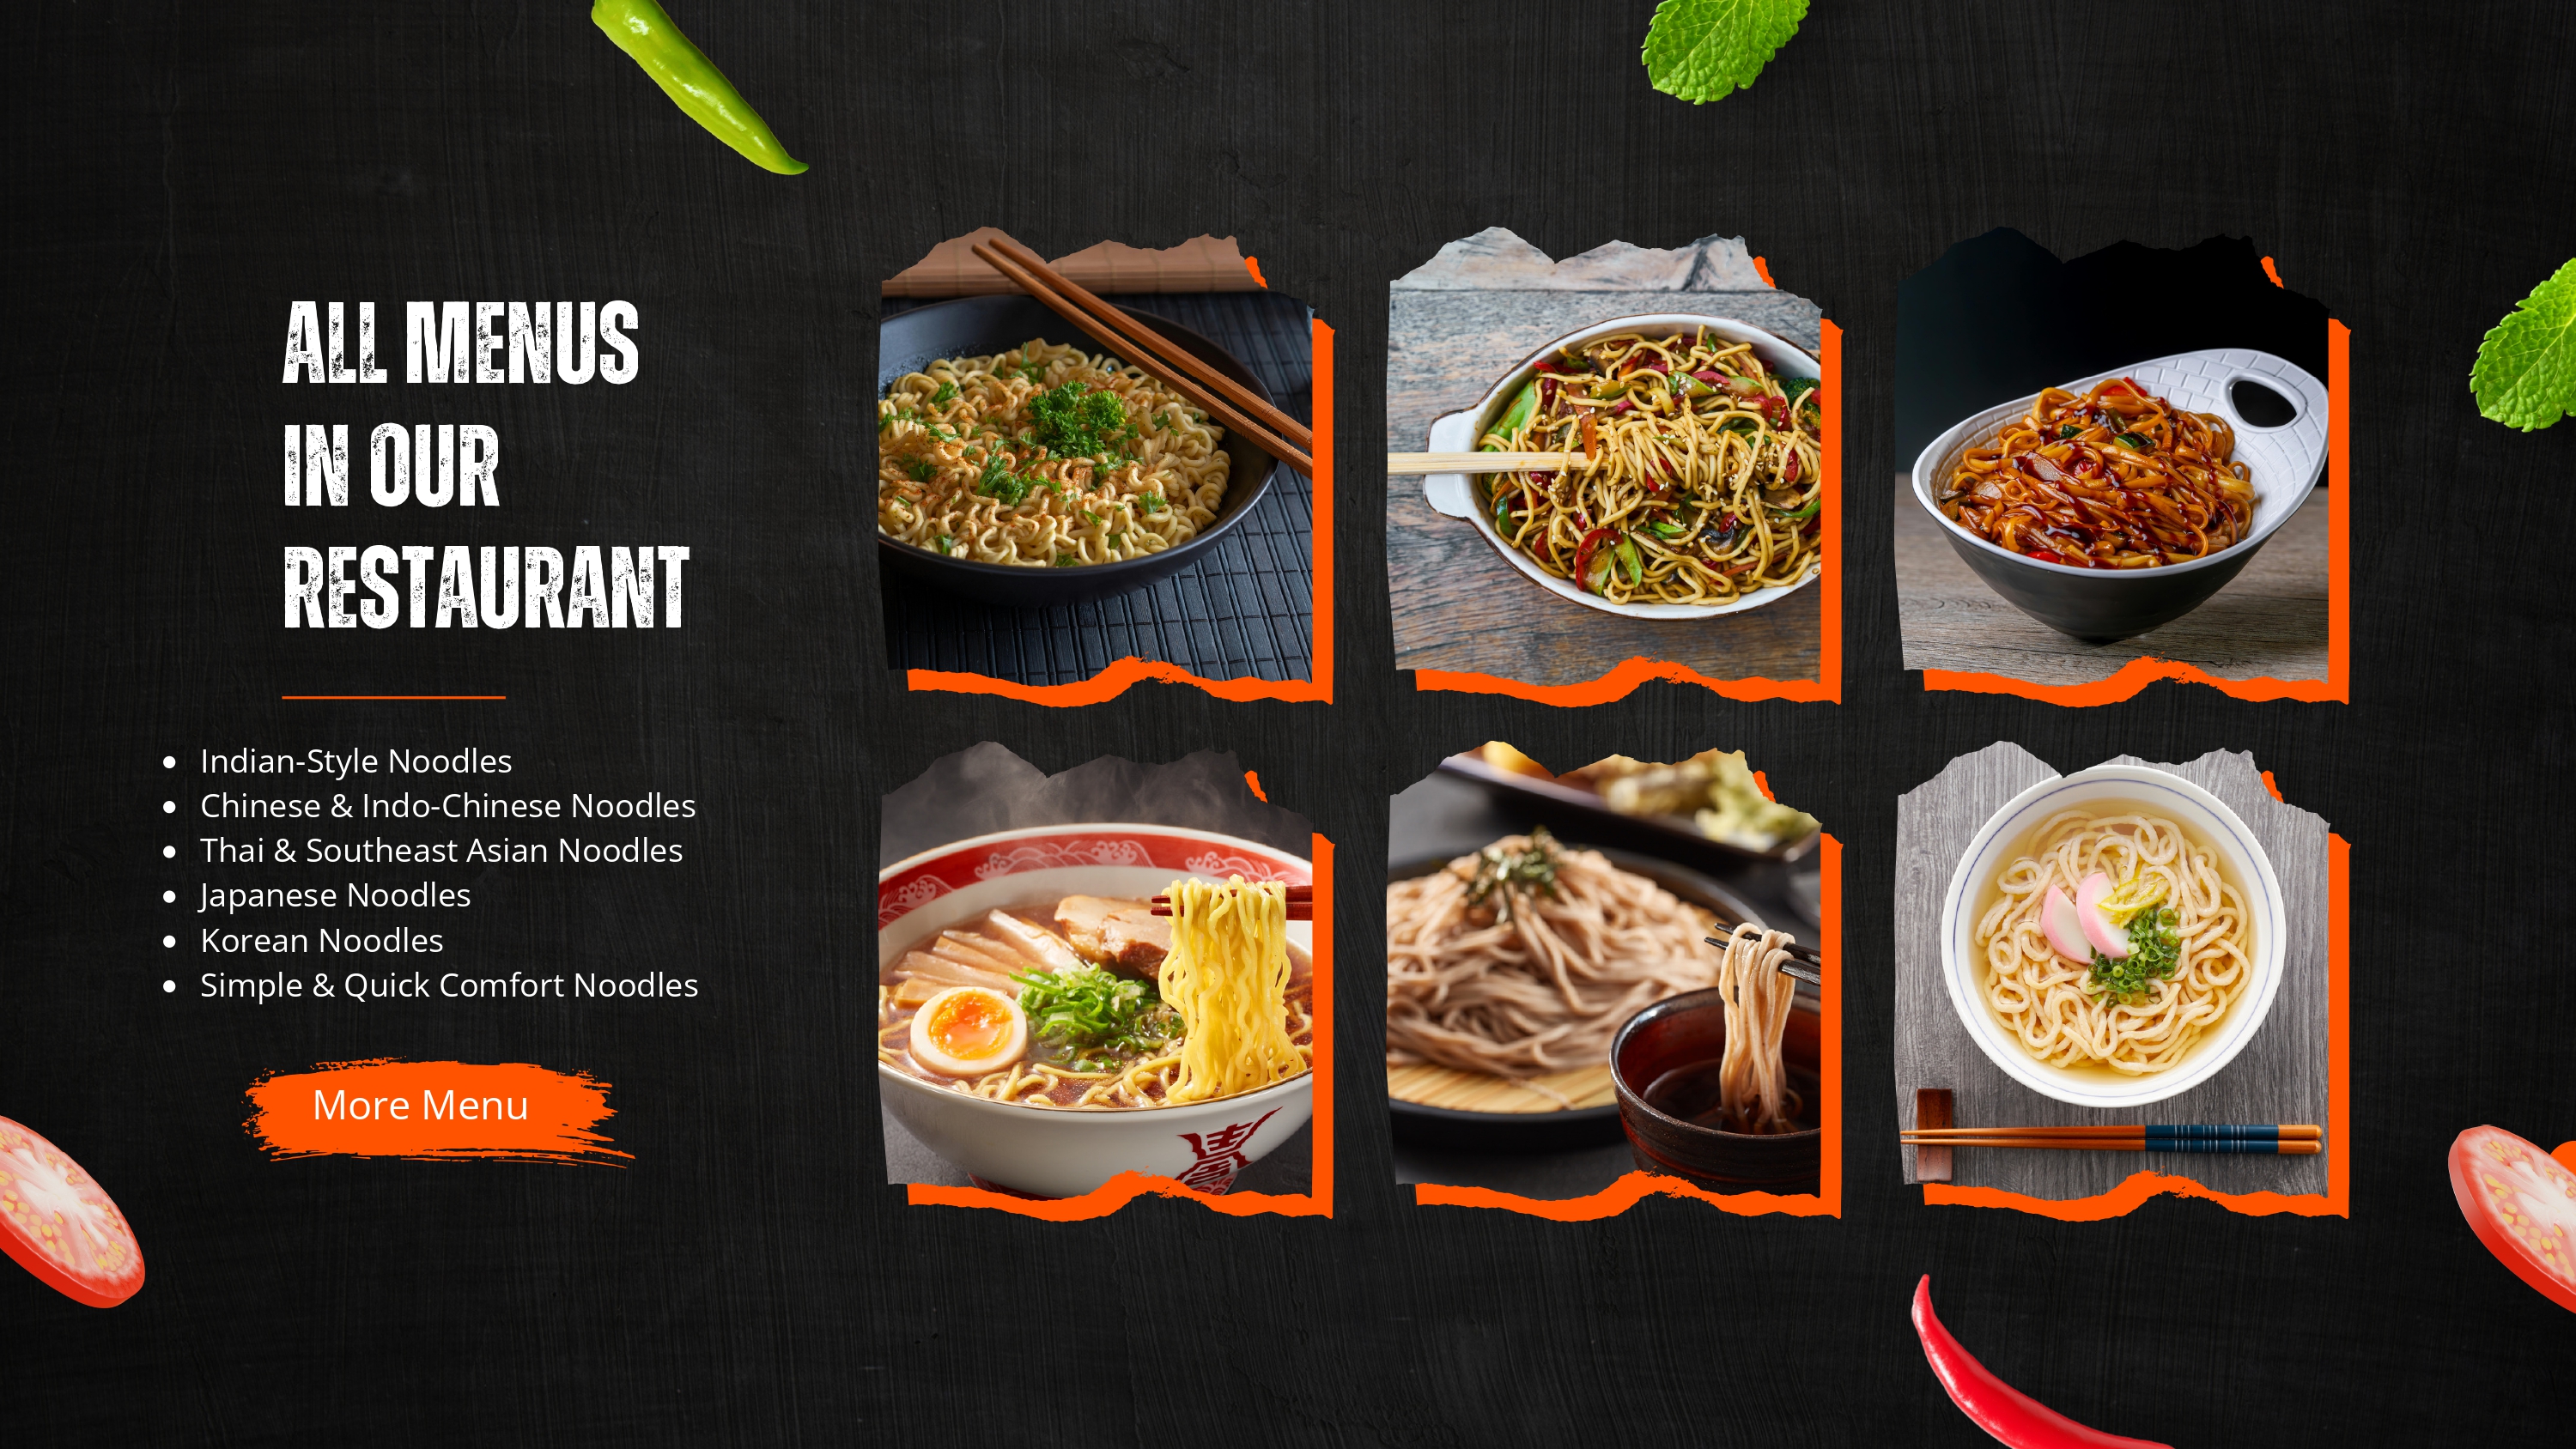 ALL MENUS
IN OUR
RESTAURANT
Indian-Style Noodles
Chinese & Indo-Chinese Noodles
Thai & Southeast Asian Noodles
Japanese Noodles
Korean Noodles
Simple & Quick Comfort Noodles
More Menu